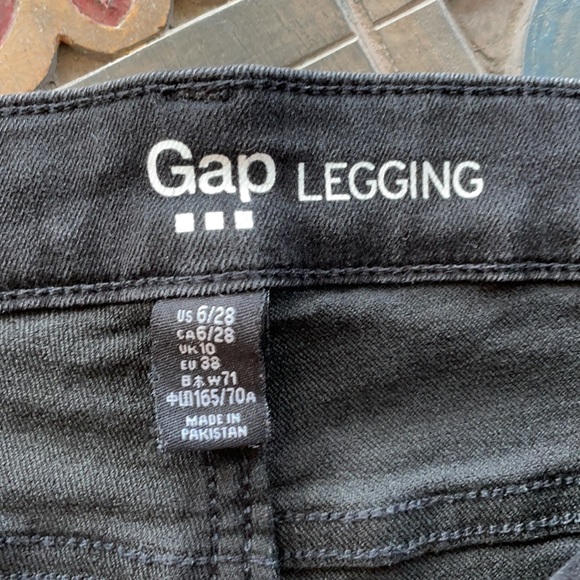 Gap LEGGING
US 6/28
CA 6/28
UK 10
EU 38
日本 W71
中国 165/70A
MADE IN
PAKISTAN